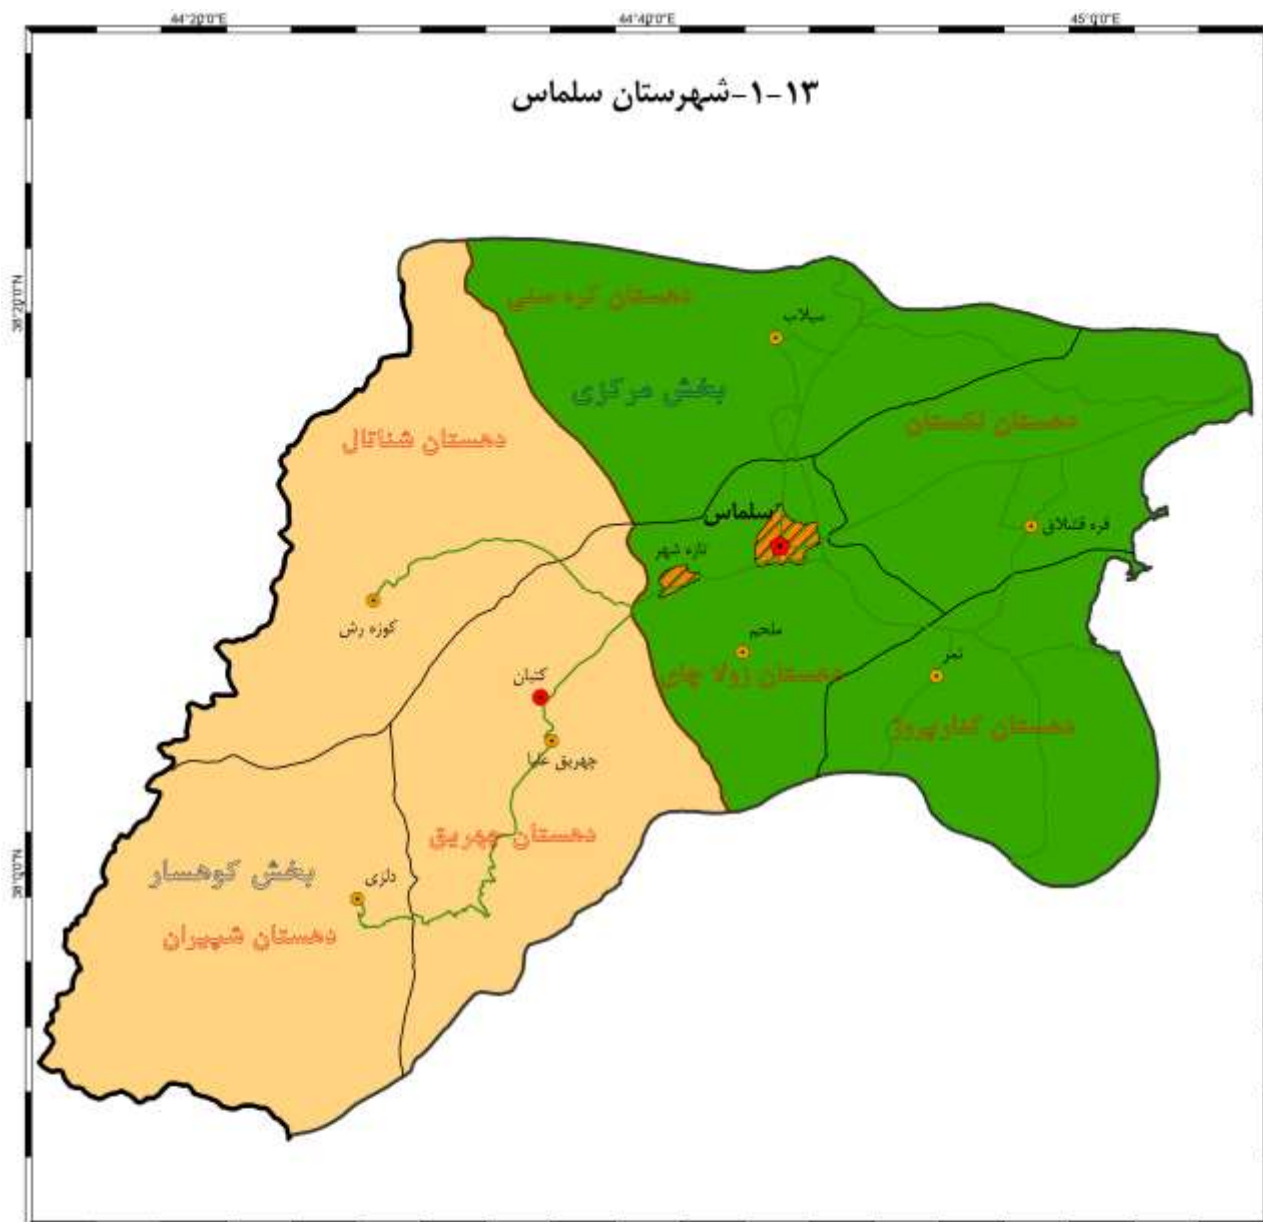 44°20'0"E
44°40'0"E
45°0'0"E
۱-۱۳-شهرستان سلماس
38°20'0"N
دهستان کره سنی
سیلاب
بخش مرکزی
دهستان لکستان
دهستان شناتال
سلماس
قره قشلاق
تازه شهر
کوزه رش
ملحم
تمر
دهستان زولا چای
کتبان
دهستان کناربروژ
چهریق علیا
دهستان چهریق
38°0'0"N
بخش کوهسار
دلزی
دهستان شپیران